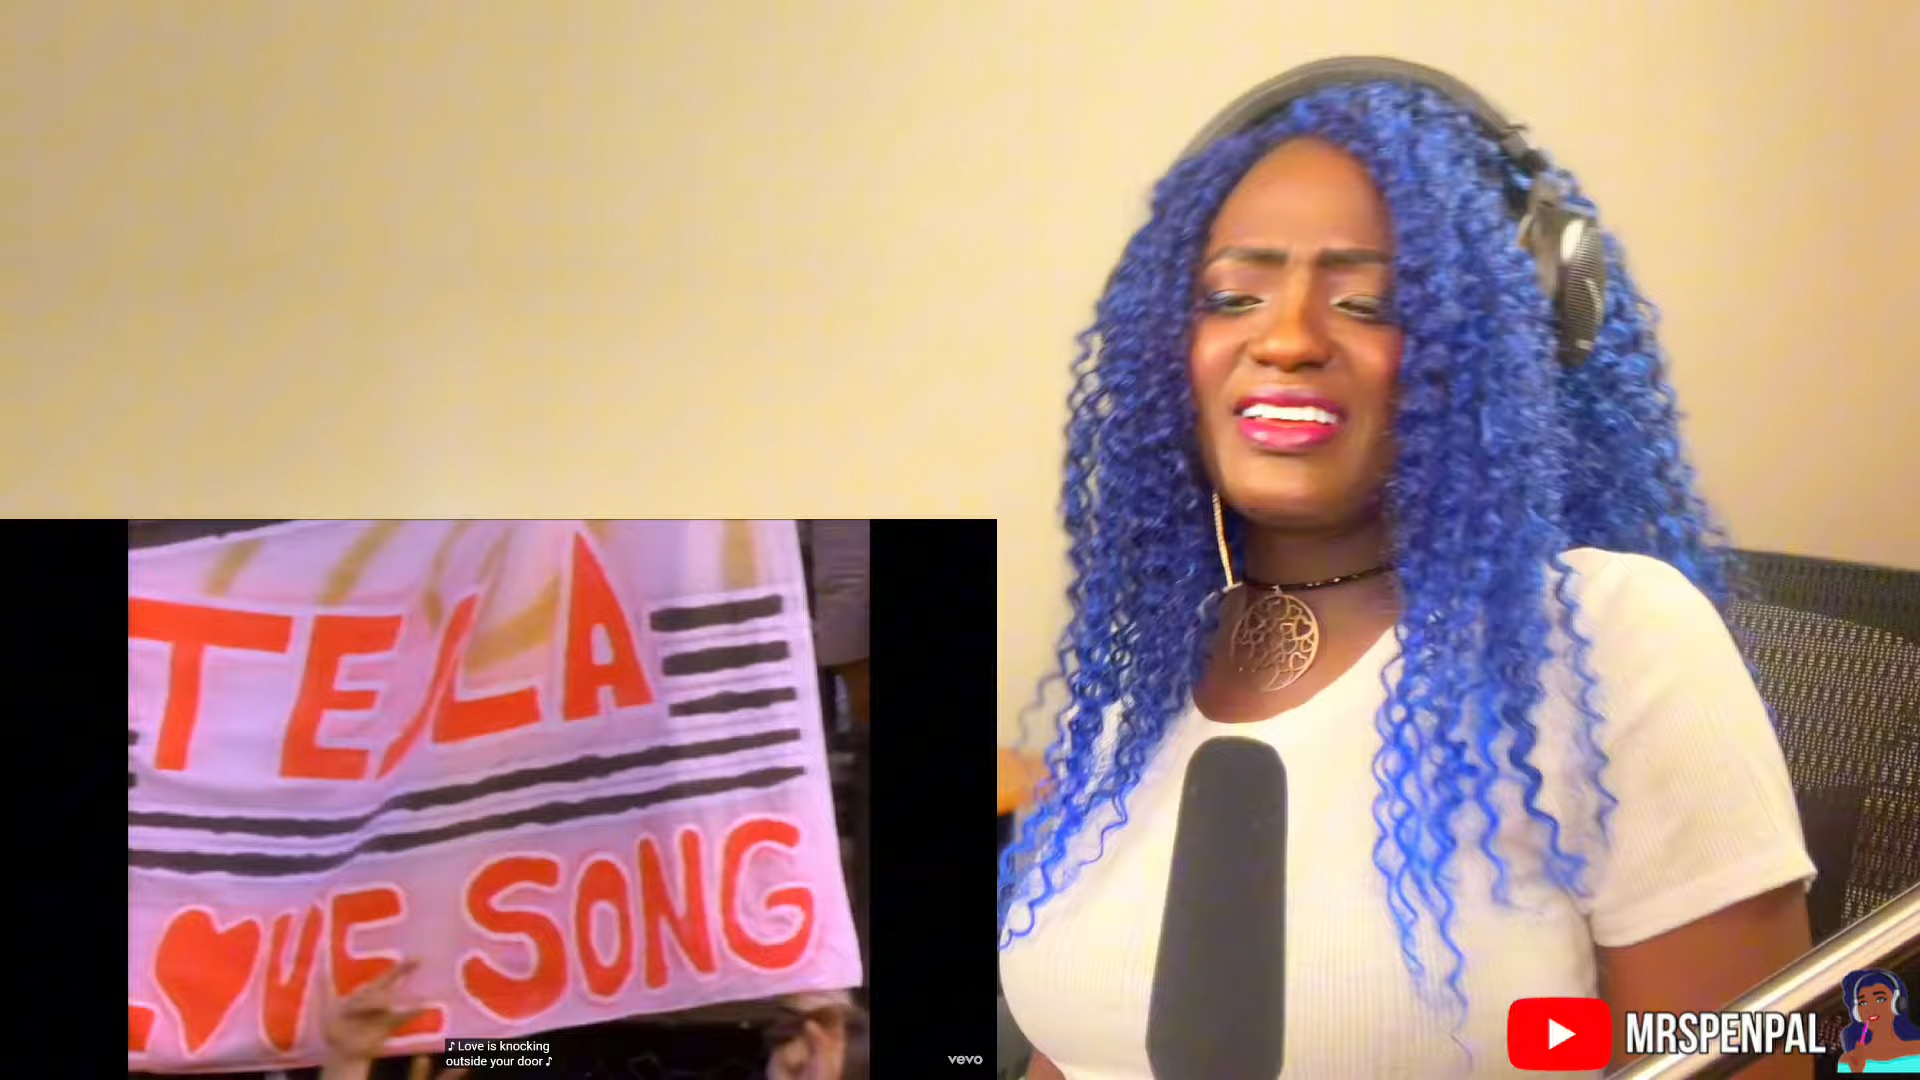 TESLA
LOVE SONG
♪ Love is knocking
outside your door ♪
vevo
MRSPENPAL